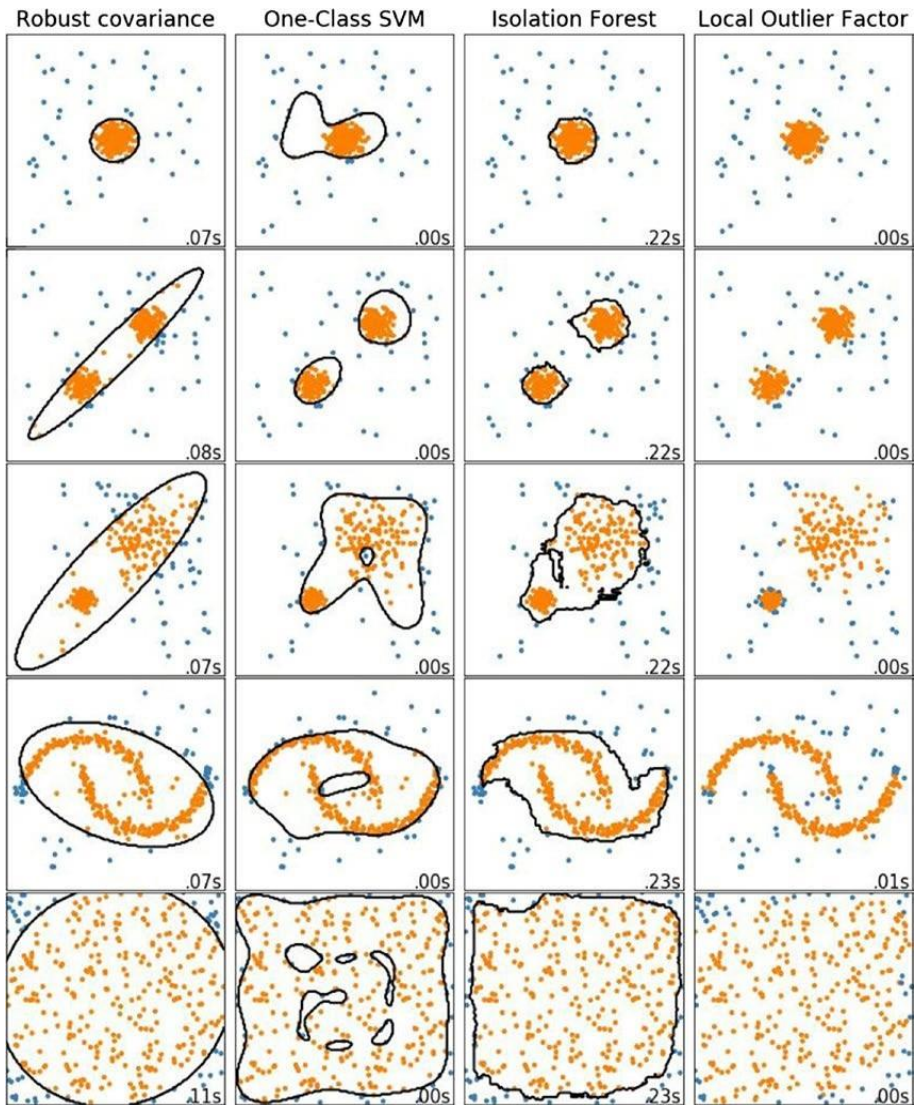 Robust covariance One-Class SVM Isolation Forest Local Outlier Factor
.07s .00s .22s .00s
.08s .00s .22s .00s
.07s .00s .22s .00s
.07s .00s .23s .01s
.11s .00s .23s .00s